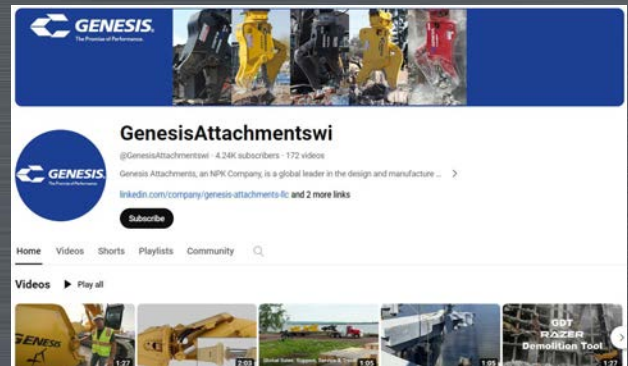 GENESIS.
The Promise of Performance.
GenesisAttachmentswi
@GenesisAttachmentswi · 4.24K subscribers · 172 videos
Genesis Attachments, an NPK Company, is a global leader in the design and manufacture ...
linkedin.com/company/genesis-attachments-llc and 2 more links
GENESIS.
The Promise of Performance.
Subscribe
Home Videos Shorts Playlists Community
Videos Play all
GENESIS
1:27
2:03
Global Sales, Support, Service &
1:05
1:05
GDT
RAZER
Demolition Tool
1:27